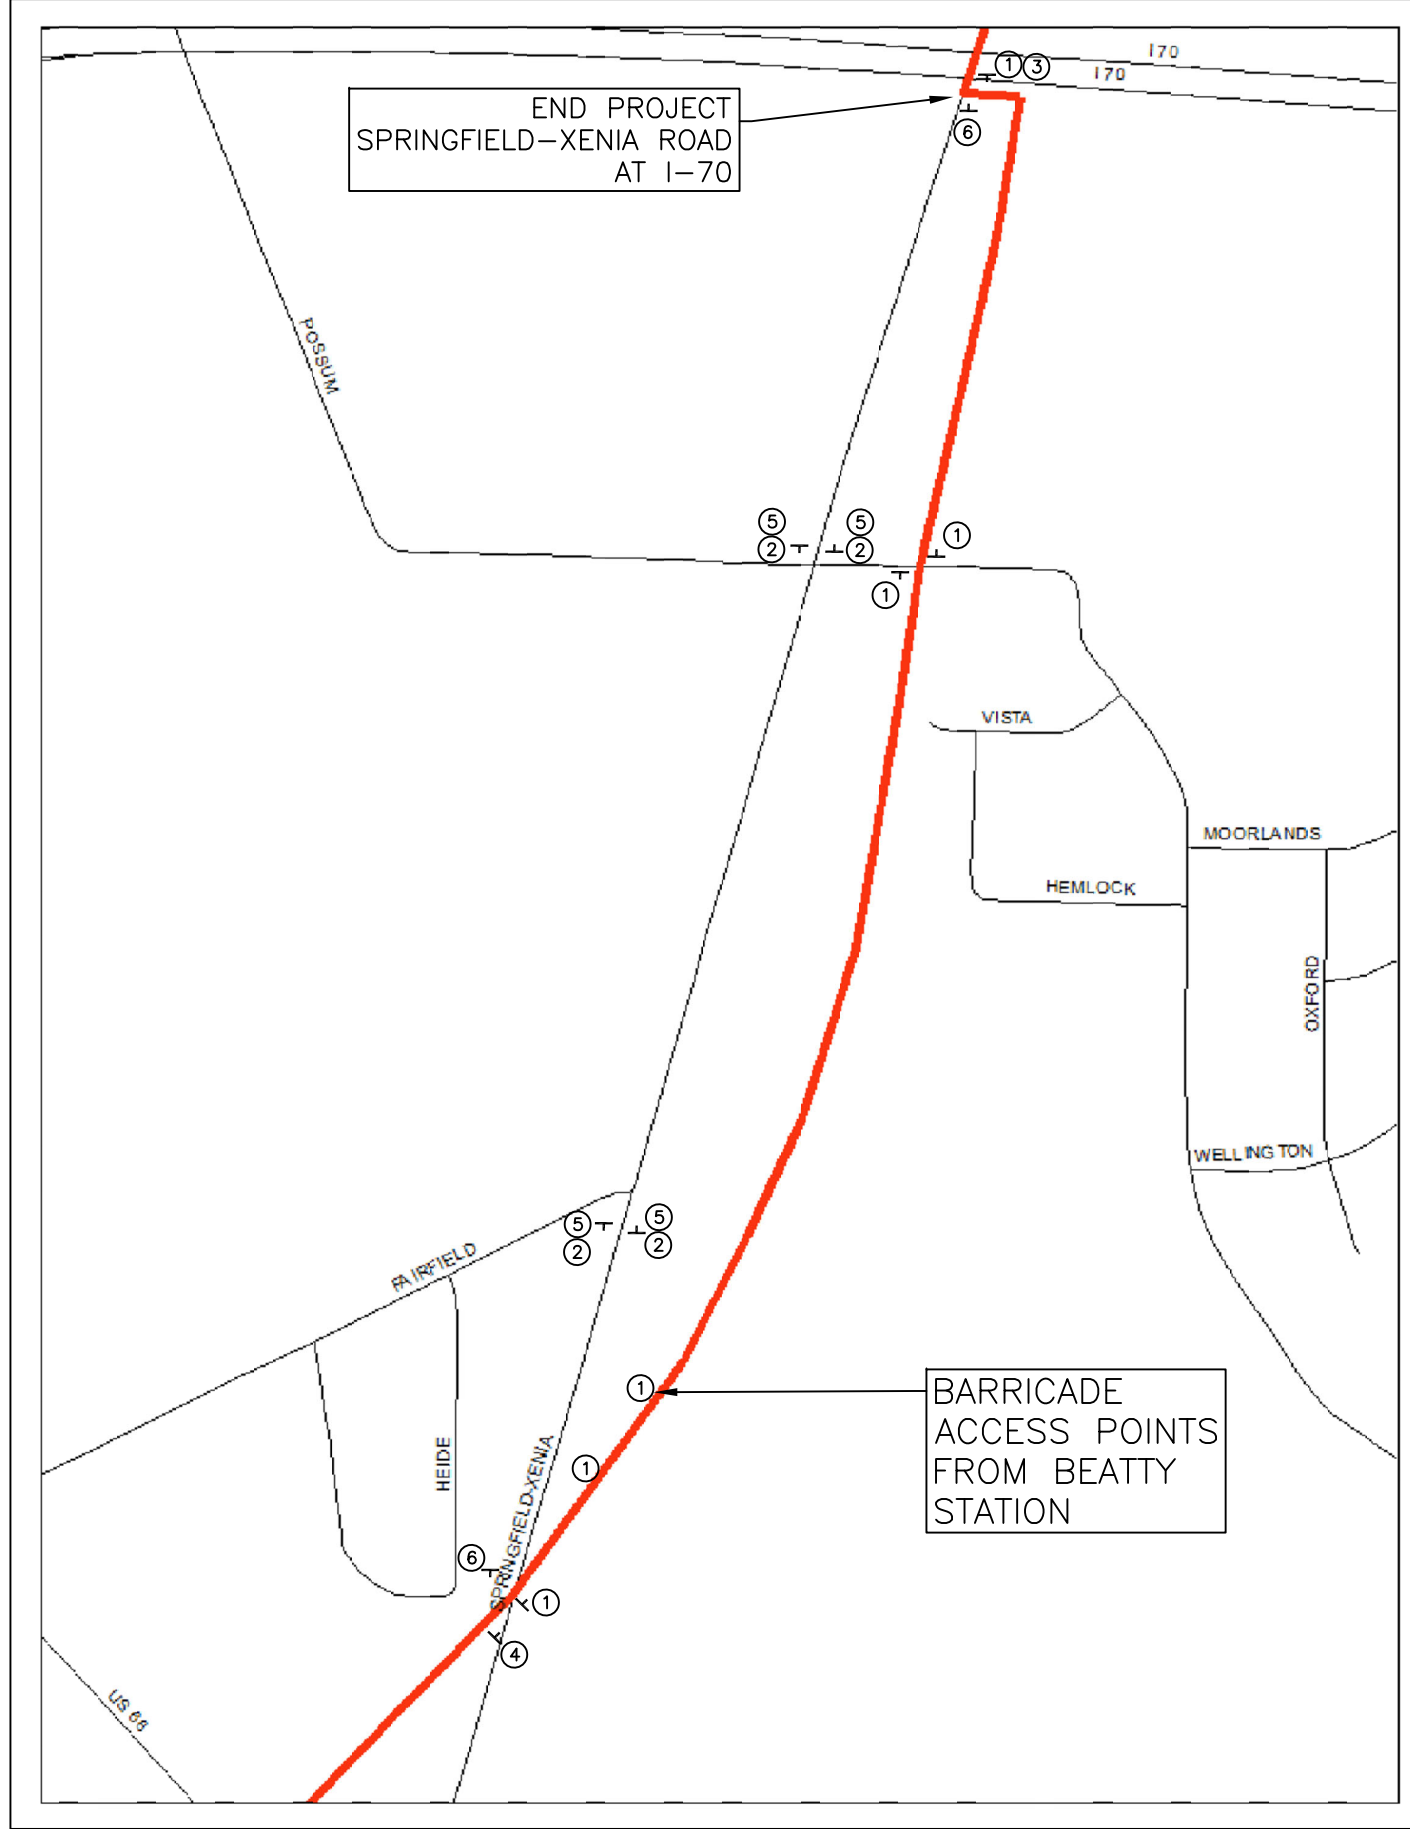 I70
I70
① ③
END PROJECT
SPRINGFIELD-XENIA ROAD
AT I-70
⑥
POSSUM
⑤
②
⑤
②
①
①
VISTA
MOORLANDS
HEMLOCK
OXFORD
WELLINGTON
⑤
②
⑤
②
FAIRFIELD
①
BARRICADE
ACCESS POINTS
FROM BEATTY
STATION
HEIDE
SPRINGFIELD-XENIA
①
⑥
①
④
US 68